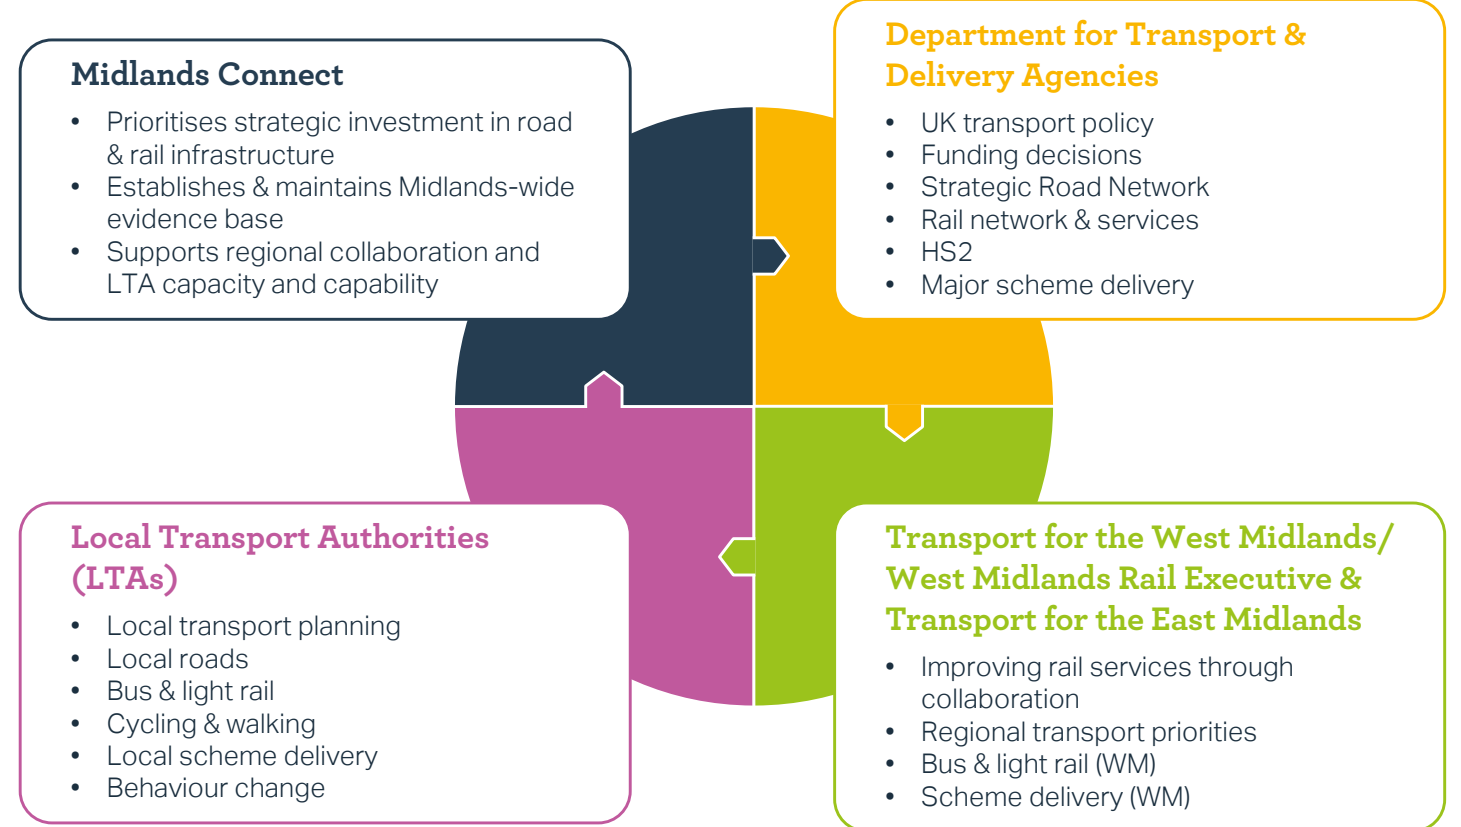 Midlands Connect
• Prioritises strategic investment in road
& rail infrastructure
• Establishes & maintains Midlands-wide
evidence base
• Supports regional collaboration and
LTA capacity and capability
Department for Transport &
Delivery Agencies
• UK transport policy
• Funding decisions
• Strategic Road Network
• Rail network & services
• HS2
• Major scheme delivery
Local Transport Authorities
(LTAs)
• Local transport planning
• Local roads
• Bus & light rail
• Cycling & walking
• Local scheme delivery
• Behaviour change
Transport for the West Midlands/
West Midlands Rail Executive &
Transport for the East Midlands
• Improving rail services through
collaboration
• Regional transport priorities
• Bus & light rail (WM)
• Scheme delivery (WM)